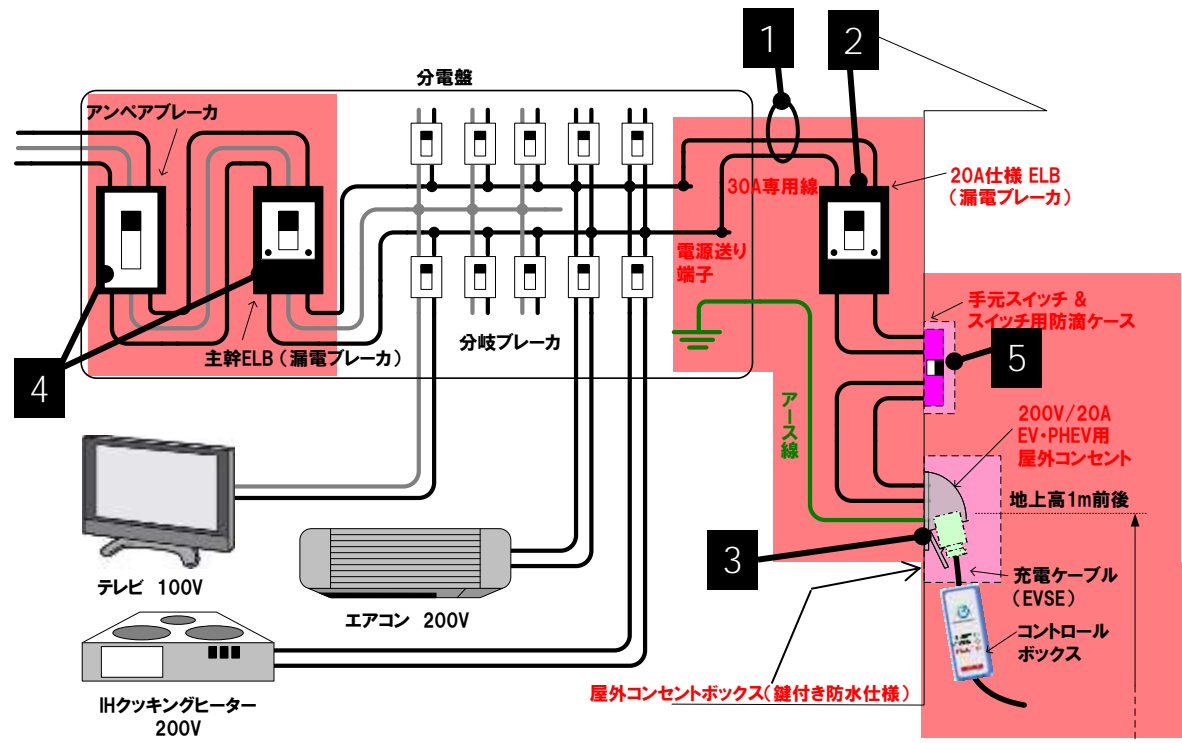 1
2
分電盤
アンペアブレーカ
30A専用線
20A仕様 ELB
(漏電ブレーカ)
電源送り
端子
手元スイッチ &
スイッチ用防滴ケース
主幹ELB（漏電ブレーカ）
分岐ブレーカ
4
5
アース線
200V/20A
EV・PHEV用
屋外コンセント
地上高1m前後
3
テレビ 100V
エアコン 200V
充電ケーブル
(EVSE)
コントロール
ボックス
屋外コンセントボックス(鍵付き防水仕様)
IHクッキングヒーター
200V